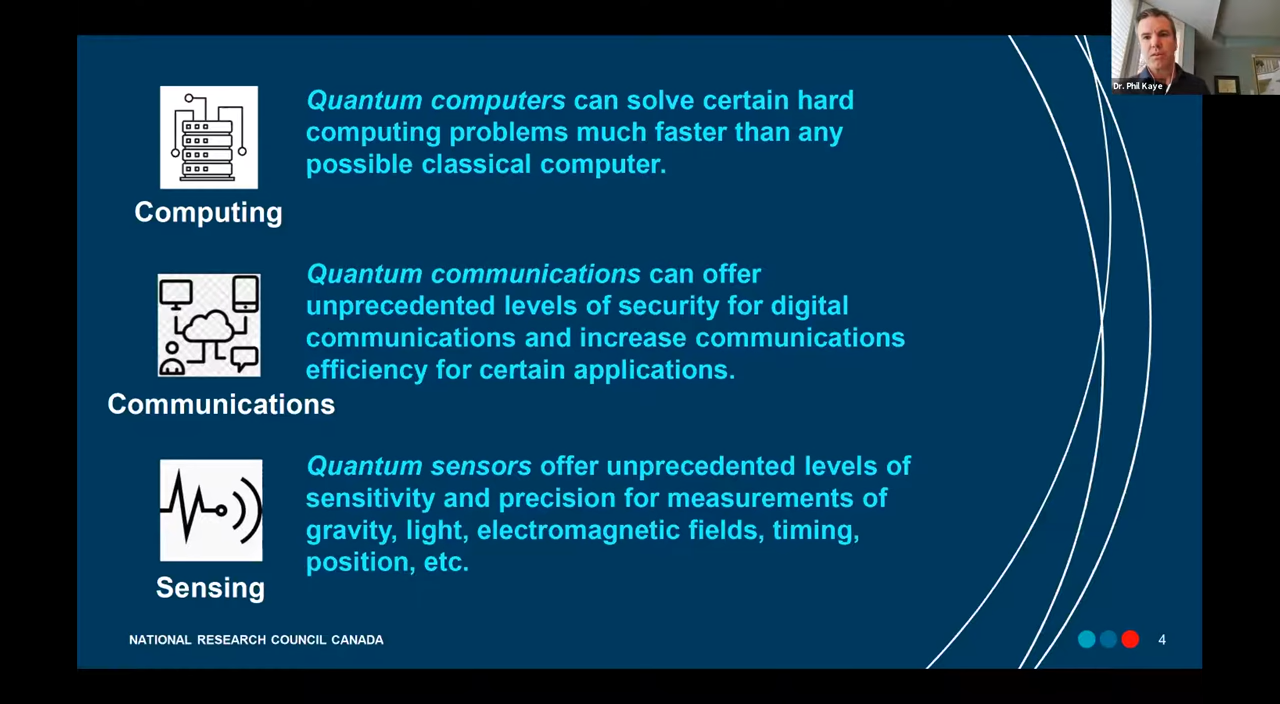 Dr. Phil Kaye
Quantum computers can solve certain hard
computing problems much faster than any
possible classical computer.
Computing
Quantum communications can offer
unprecedented levels of security for digital
communications and increase communications
efficiency for certain applications.
Communications
Quantum sensors offer unprecedented levels of
sensitivity and precision for measurements of
gravity, light, electromagnetic fields, timing,
position, etc.
Sensing
NATIONAL RESEARCH COUNCIL CANADA
4